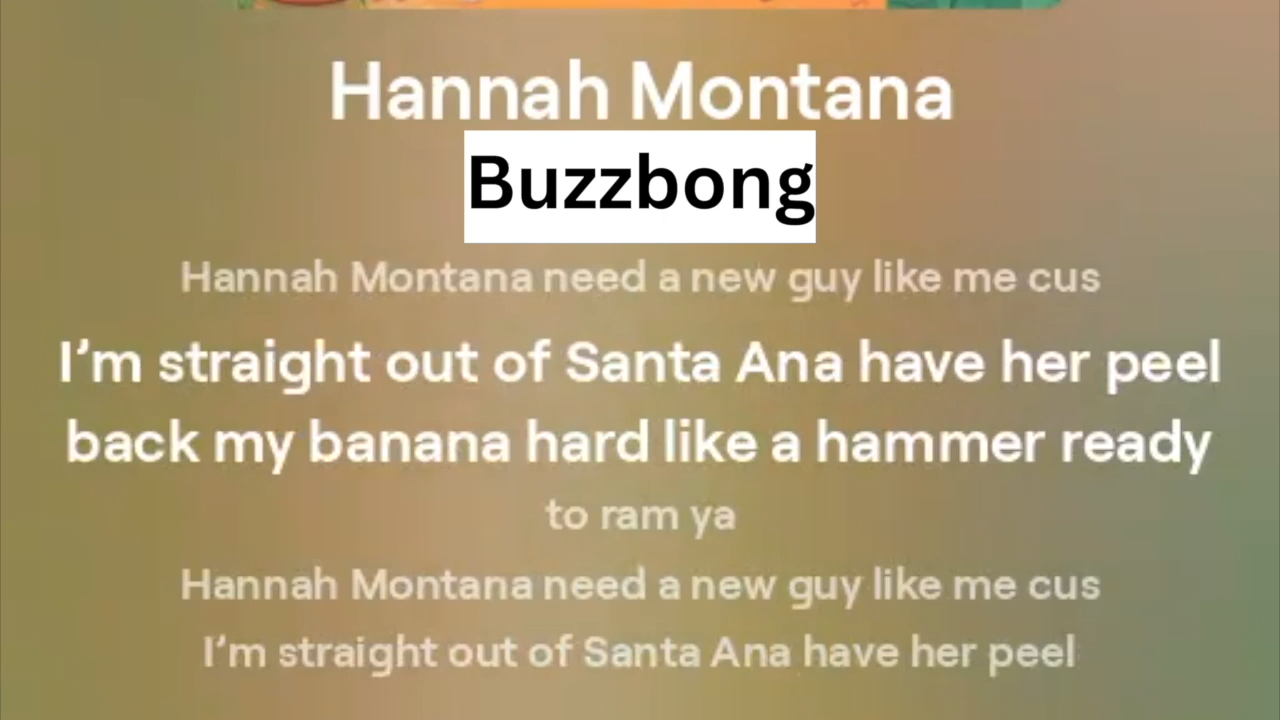 Hannah Montana
Buzzbong
Hannah Montana need a new guy like me cus
I’m straight out of Santa Ana have her peel
back my banana hard like a hammer ready
to ram ya
Hannah Montana need a new guy like me cus
I’m straight out of Santa Ana have her peel